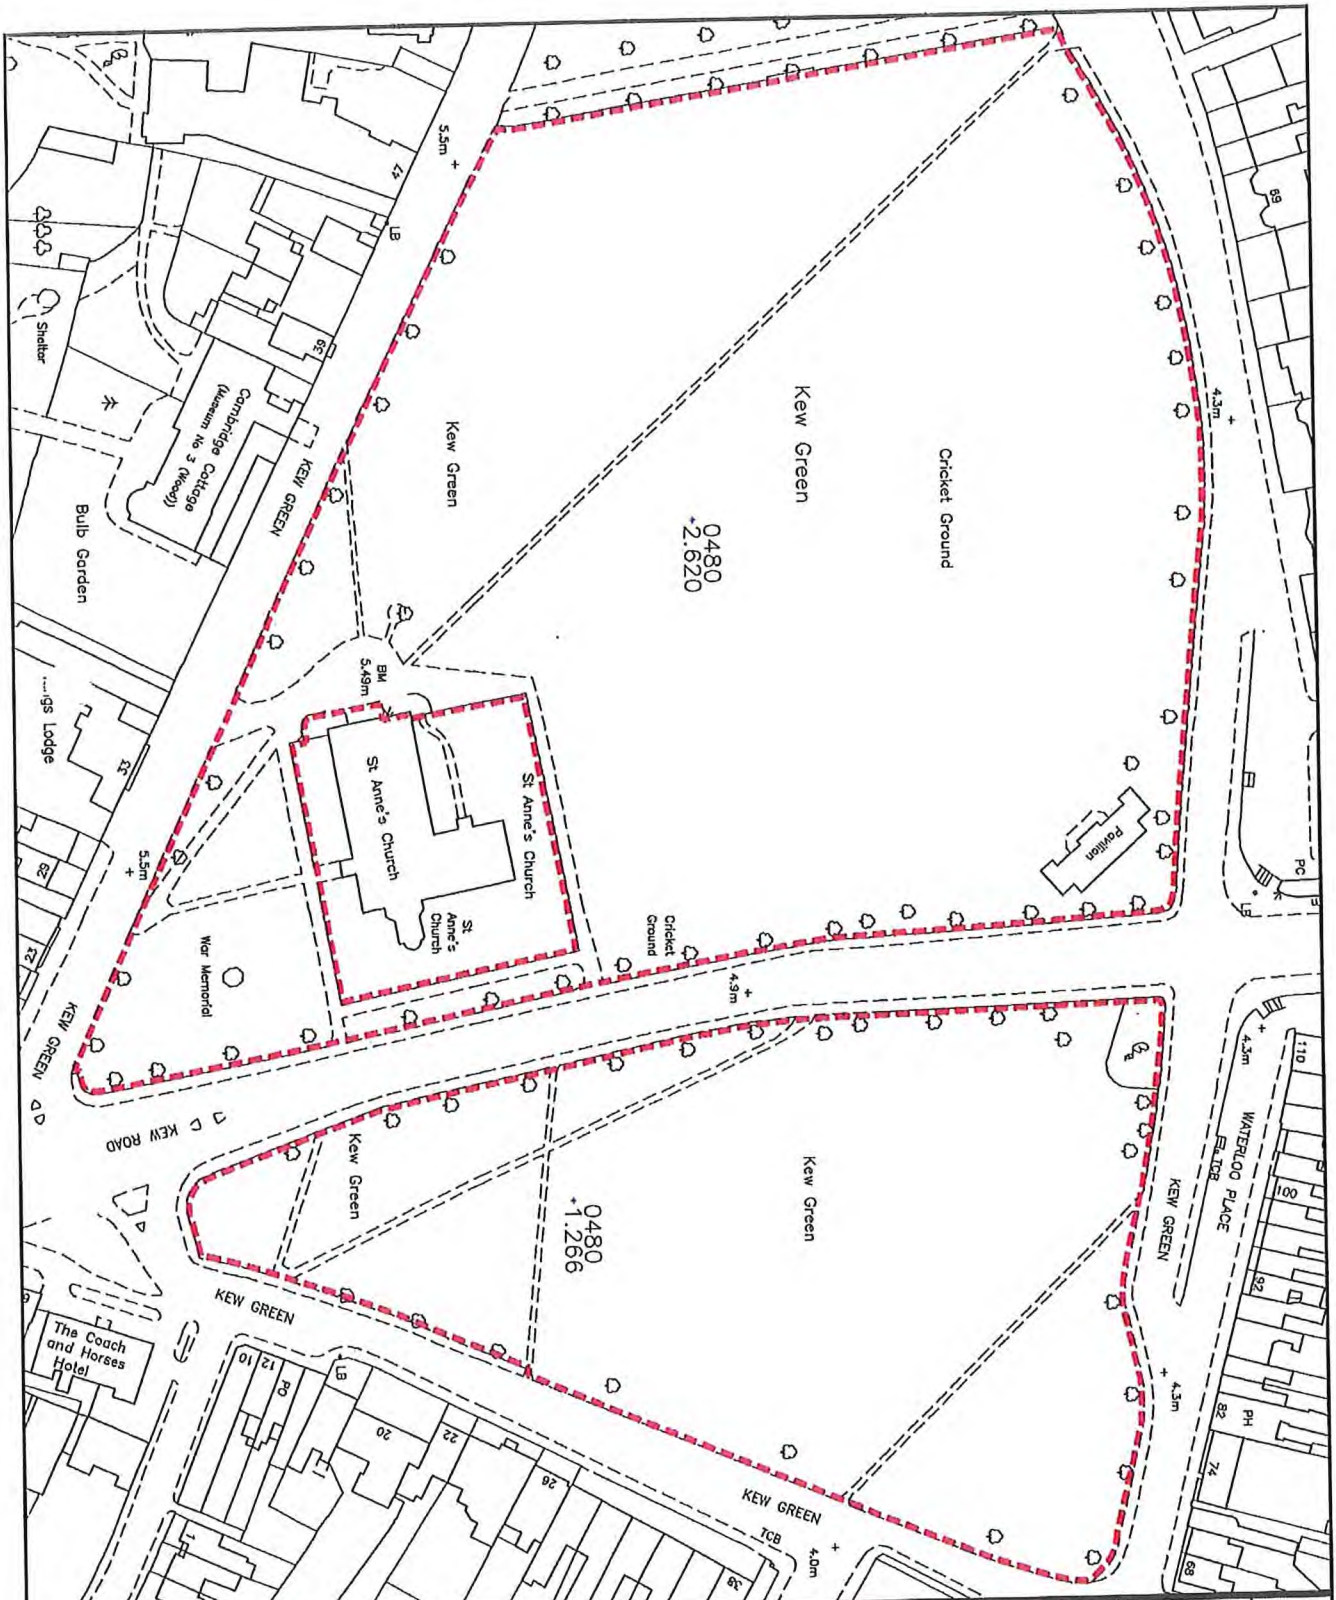 69
5.5m
47
LB
39
Shelter
Cambridge Cottage
(Museum No 3 (Wood))
KEW GREEN
Bulb Garden
Kew Green
Kew Green
Cricket Ground
4.3m
0480
2.620
BM
5.49m
St Anne's Church
St Anne's Church
St
Anne's
Church
Cricket
Ground
Pavilion
PC
LB
gs Lodge
33
29
23
5.5m
War Memorial
4.9m
KEW GREEN
KEW ROAD
Kew Green
Kew Green
0480
1.266
4.3m
110
WATERLOO PLACE
TCB
100
KEW GREEN
92
4.3m
PH
82
74
68
KEW GREEN
The Coach
and Horses
Hotel
10
12
PO
LB
20
22
26
KEW GREEN
TCB
4.0m
38
1